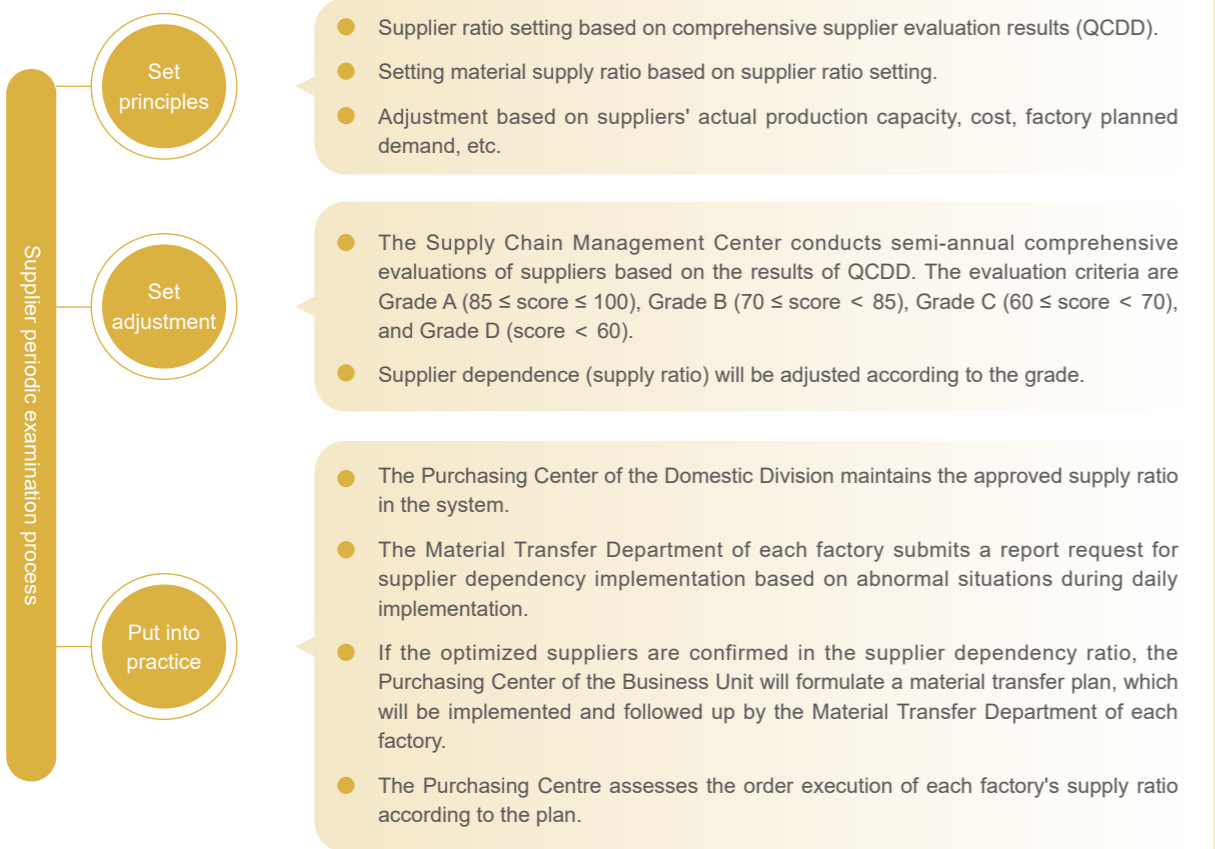 Supplier periodic examination process
Set
principles
Supplier ratio setting based on comprehensive supplier evaluation results (QCDD).
Setting material supply ratio based on supplier ratio setting.
Adjustment based on suppliers' actual production capacity, cost, factory planned
demand, etc.
Set
adjustment
The Supply Chain Management Center conducts semi-annual comprehensive
evaluations of suppliers based on the results of QCDD. The evaluation criteria are
Grade A (85 ≤ score ≤ 100), Grade B (70 ≤ score < 85), Grade C (60 ≤ score < 70),
and Grade D (score < 60).
Supplier dependence (supply ratio) will be adjusted according to the grade.
Put into
practice
The Purchasing Center of the Domestic Division maintains the approved supply ratio
in the system.
The Material Transfer Department of each factory submits a report request for
supplier dependency implementation based on abnormal situations during daily
implementation.
If the optimized suppliers are confirmed in the supplier dependency ratio, the
Purchasing Center of the Business Unit will formulate a material transfer plan, which
will be implemented and followed up by the Material Transfer Department of each
factory.
The Purchasing Centre assesses the order execution of each factory's supply ratio
according to the plan.